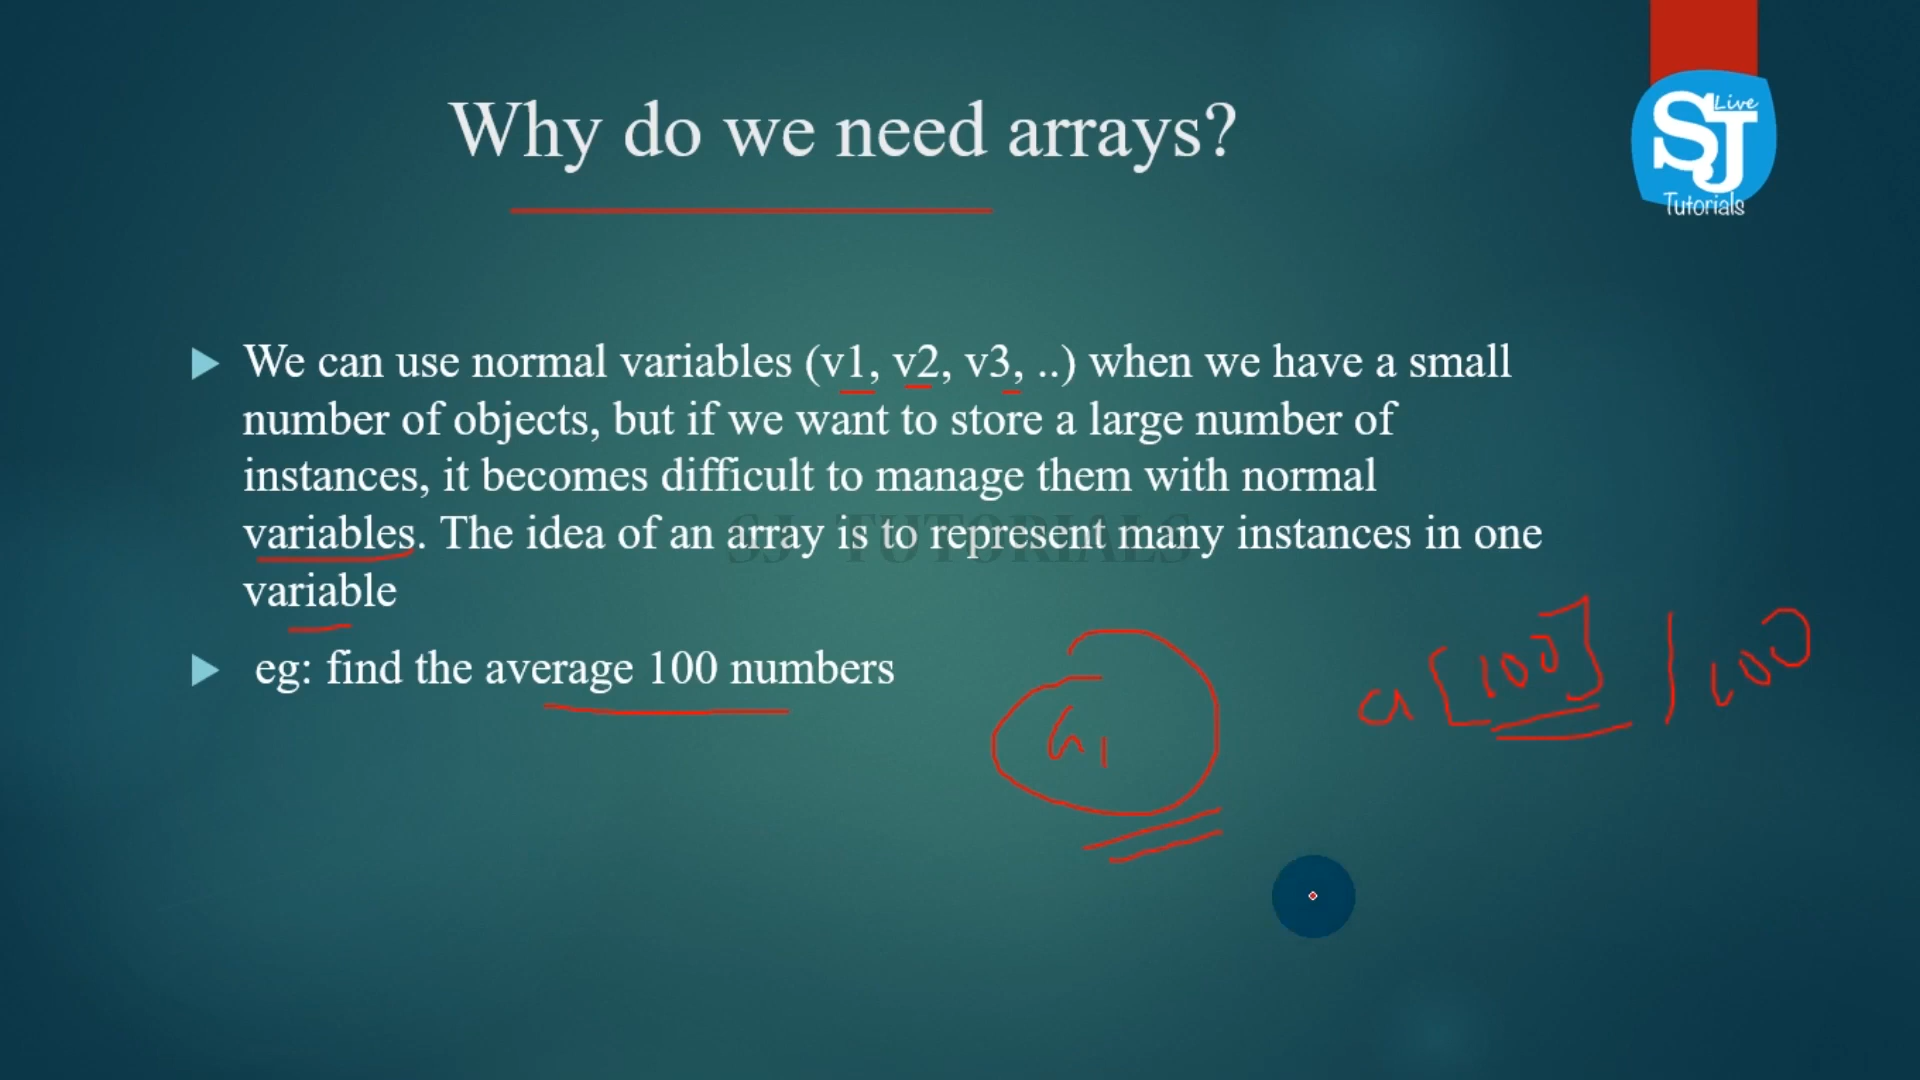 Why do we need arrays?
Live
SJ
Tutorials
We can use normal variables (v1, v2, v3, ..) when we have a small
number of objects, but if we want to store a large number of
instances, it becomes difficult to manage them with normal
variables. The idea of an array is to represent many instances in one
variable
SJ TUTORIALS
eg: find the average 100 numbers
a[100] / 100